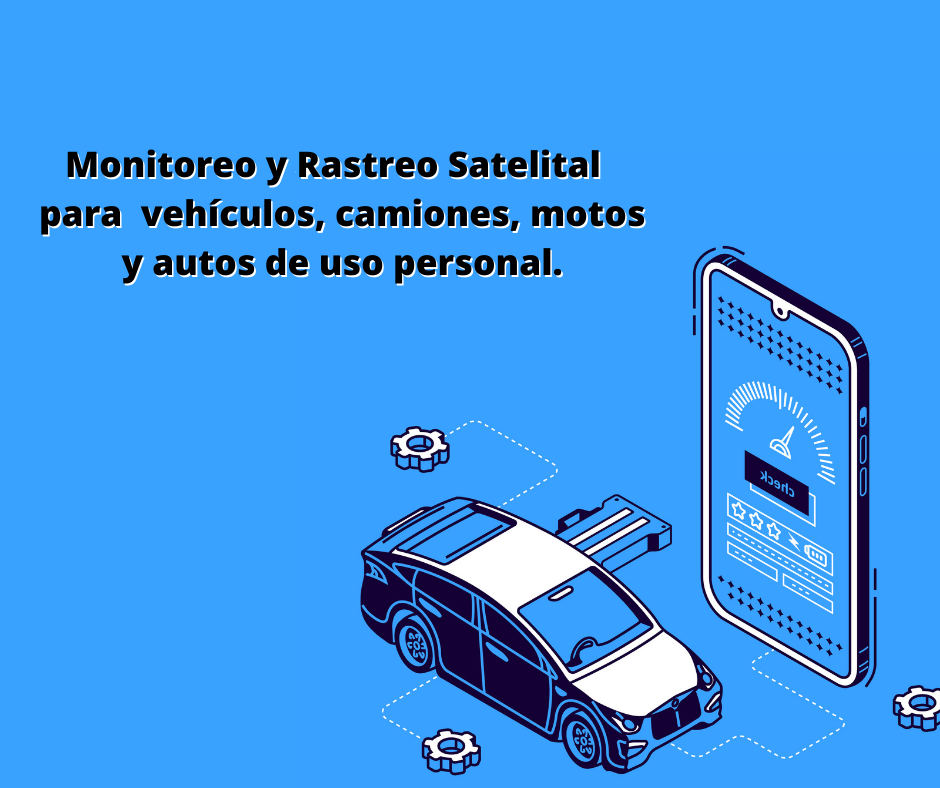 Monitoreo y Rastreo Satelital
para vehículos, camiones, motos
y autos de uso personal.
check